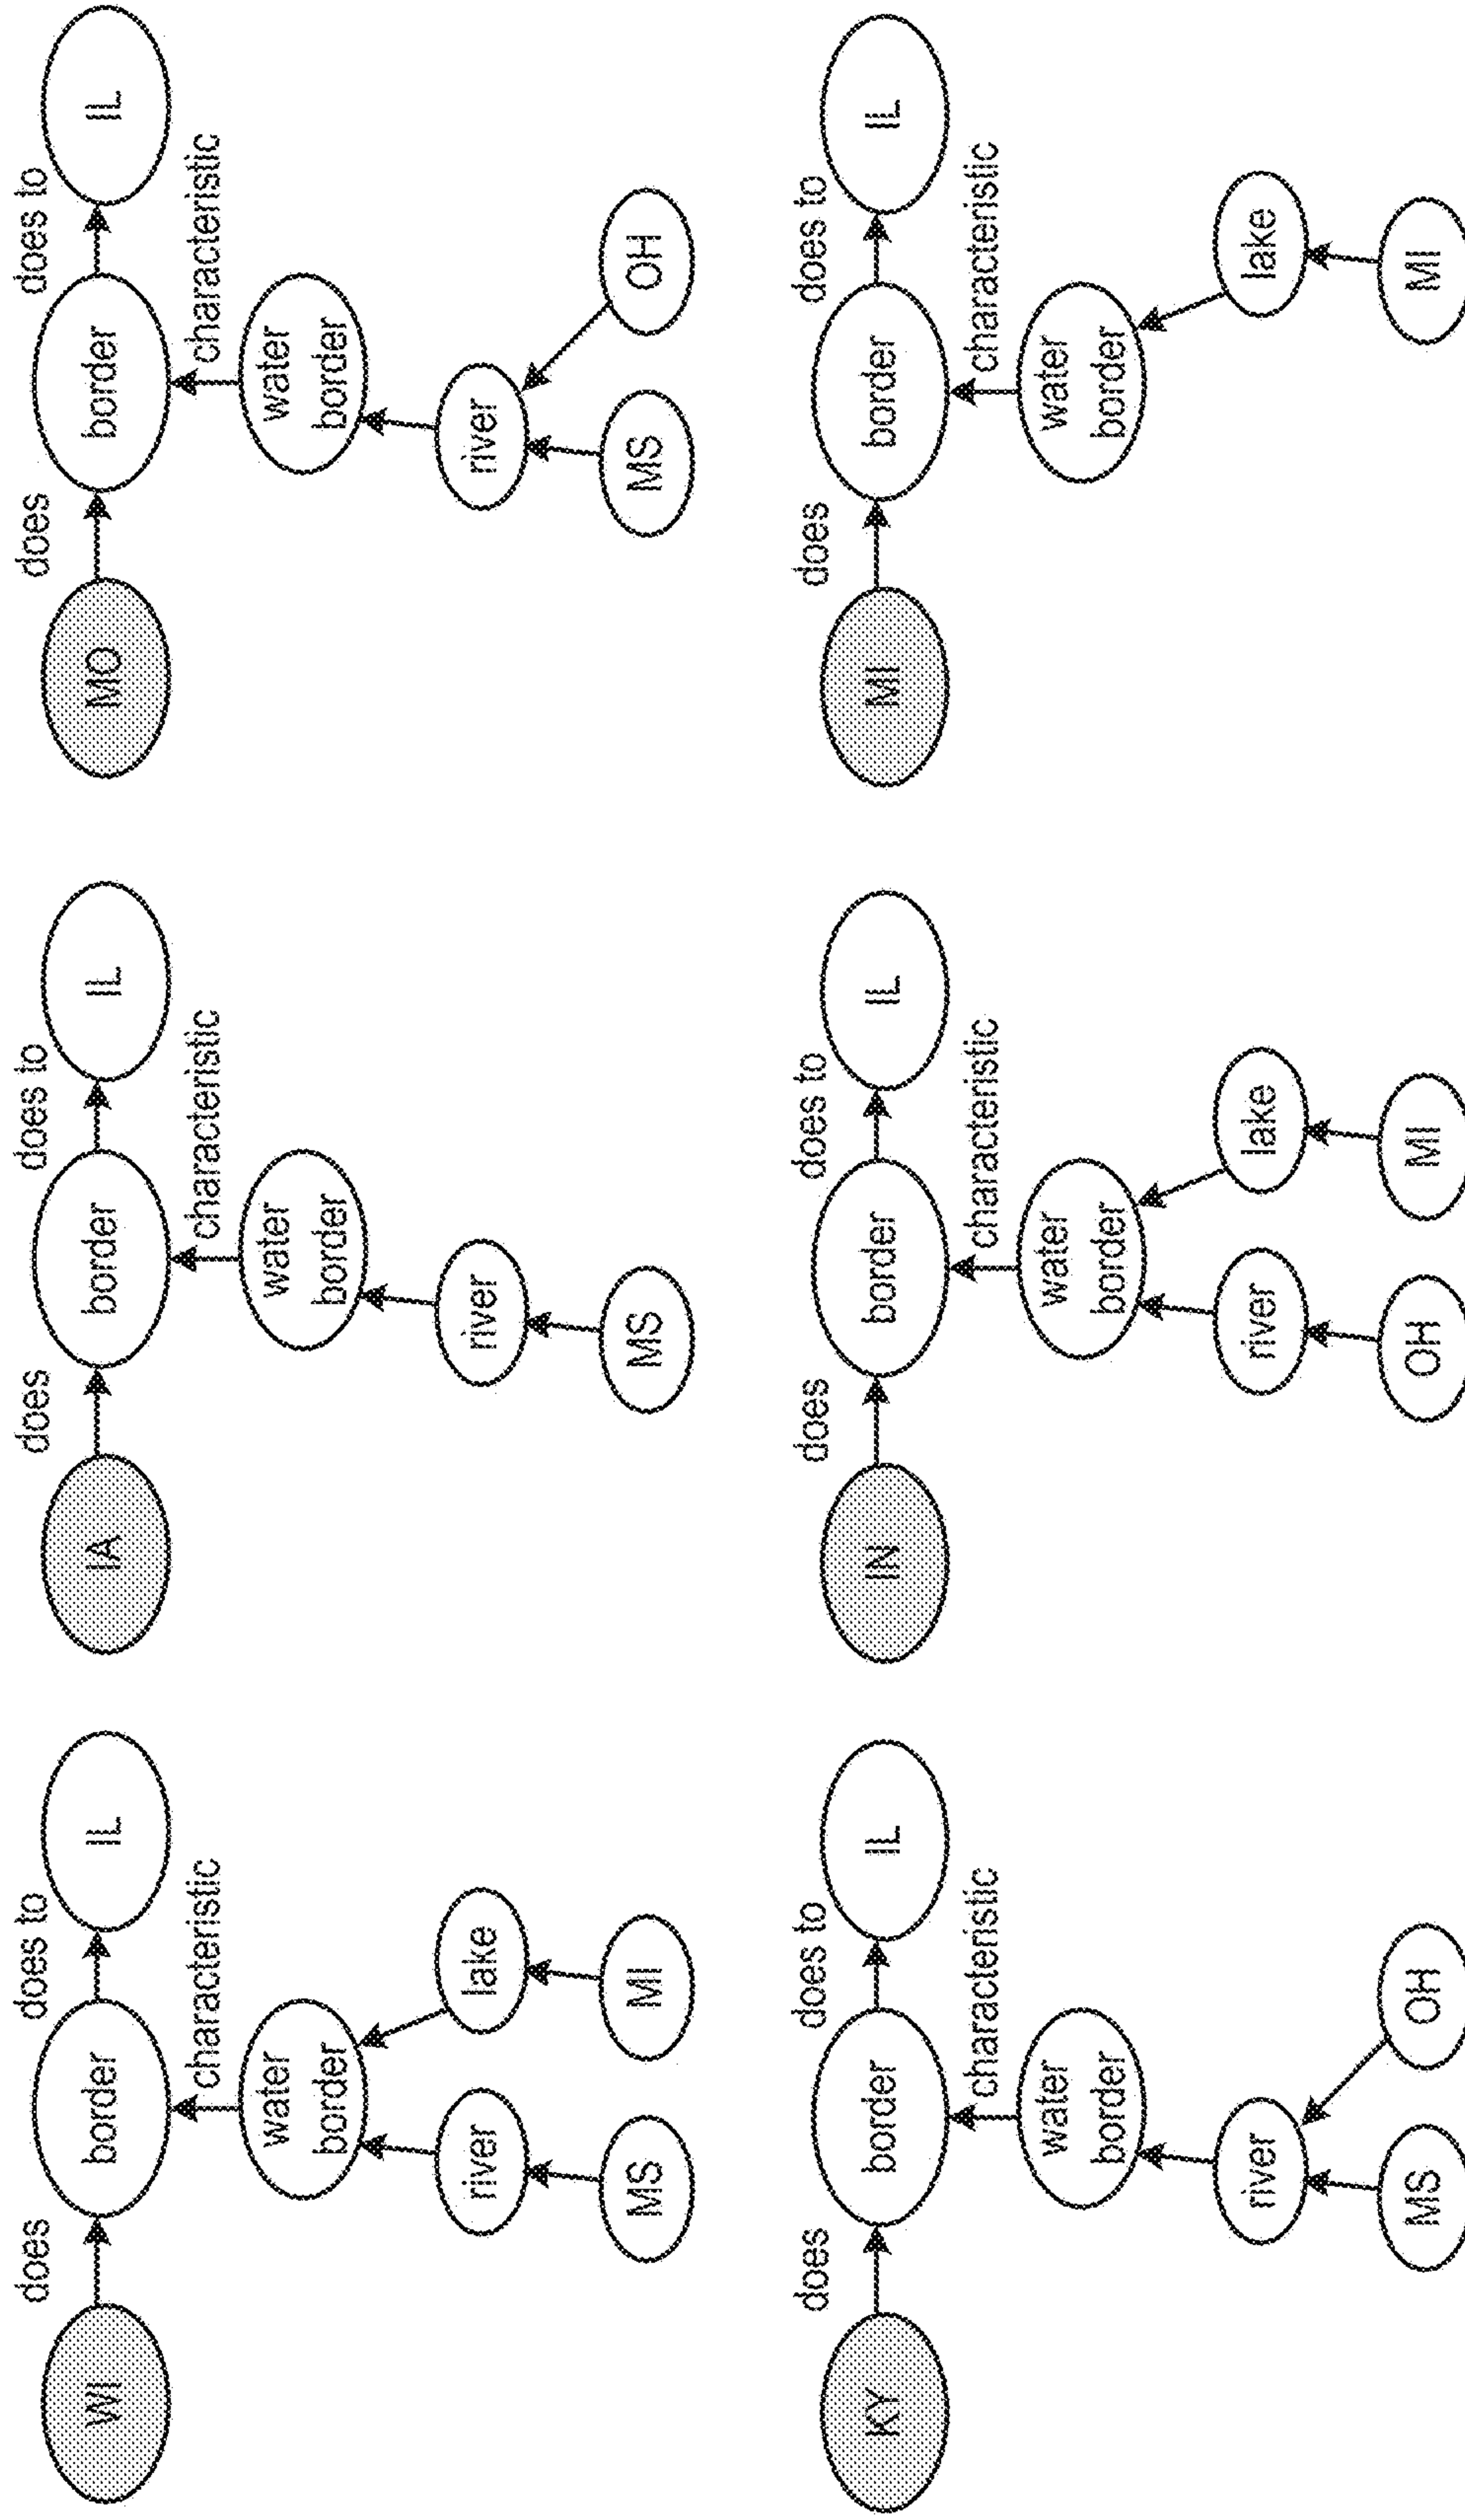 WI
does
border
does to
IL
characteristic
water
border
river
lake
MS
MI
IA
does
border
does to
IL
characteristic
water
border
river
MS
MO
does
border
does to
IL
characteristic
water
border
river
MS
OH
KY
does
border
does to
IL
characteristic
water
border
river
MS
OH
IN
does
border
does to
IL
characteristic
water
border
river
lake
OH
MI
MI
does
border
does to
IL
characteristic
water
border
lake
MI